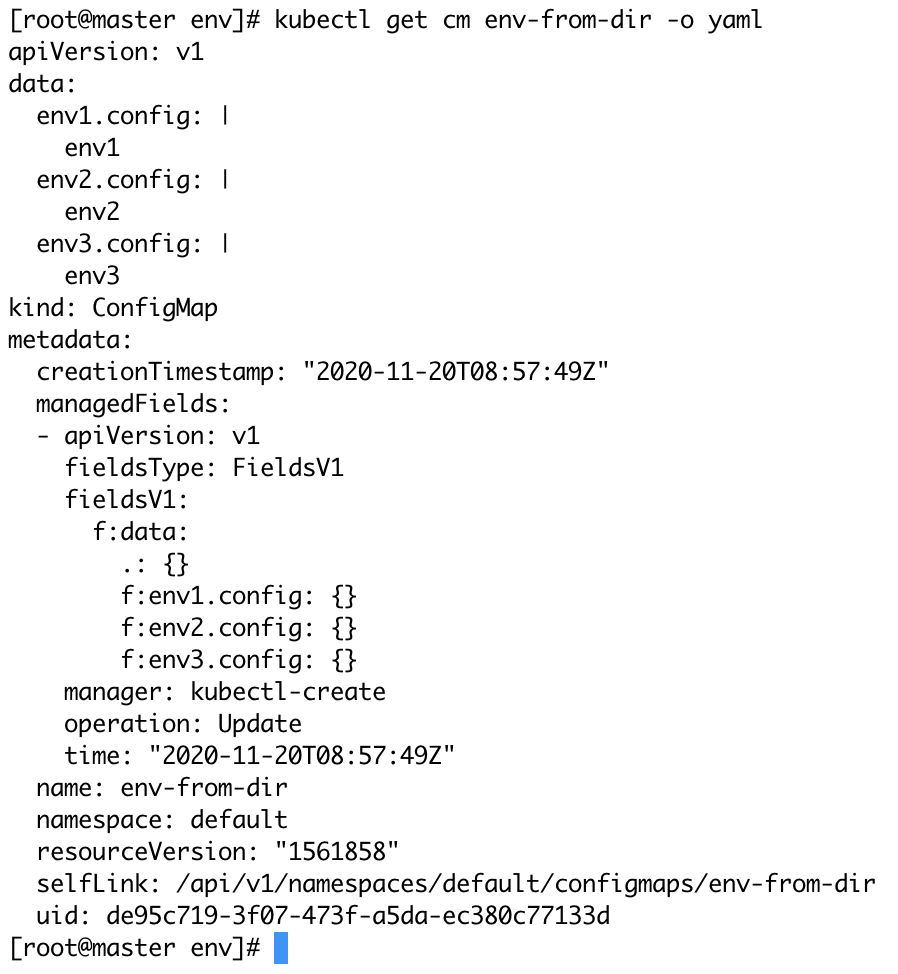 [root@master env]# kubectl get cm env-from-dir -o yaml
apiVersion: v1
data:
  env1.config: |
    env1
  env2.config: |
    env2
  env3.config: |
    env3
kind: ConfigMap
metadata:
  creationTimestamp: "2020-11-20T08:57:49Z"
  managedFields:
  - apiVersion: v1
    fieldsType: FieldsV1
    fieldsV1:
      f:data:
        .: {}
        f:env1.config: {}
        f:env2.config: {}
        f:env3.config: {}
    manager: kubectl-create
    operation: Update
    time: "2020-11-20T08:57:49Z"
  name: env-from-dir
  namespace: default
  resourceVersion: "1561858"
  selfLink: /api/v1/namespaces/default/configmaps/env-from-dir
  uid: de95c719-3f07-473f-a5da-ec380c77133d
[root@master env]#